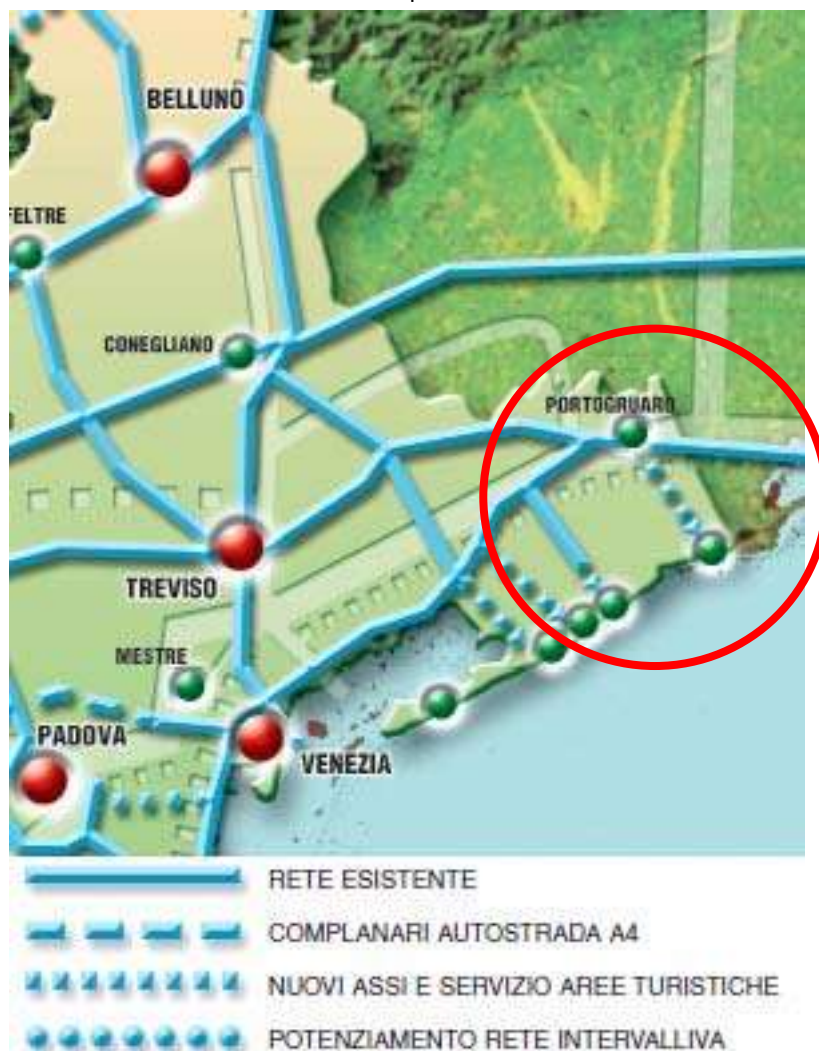 BELLUNO
FELTRE
CONEGLIANO
PORTOGRUARO
TREVISO
MESTRE
PADOVA
VENEZIA
RETE ESISTENTE
COMPLANARI AUTOSTRADA A4
NUOVI ASSI E SERVIZIO AREE TURISTICHE
POTENZIAMENTO RETE INTERVALLIVA